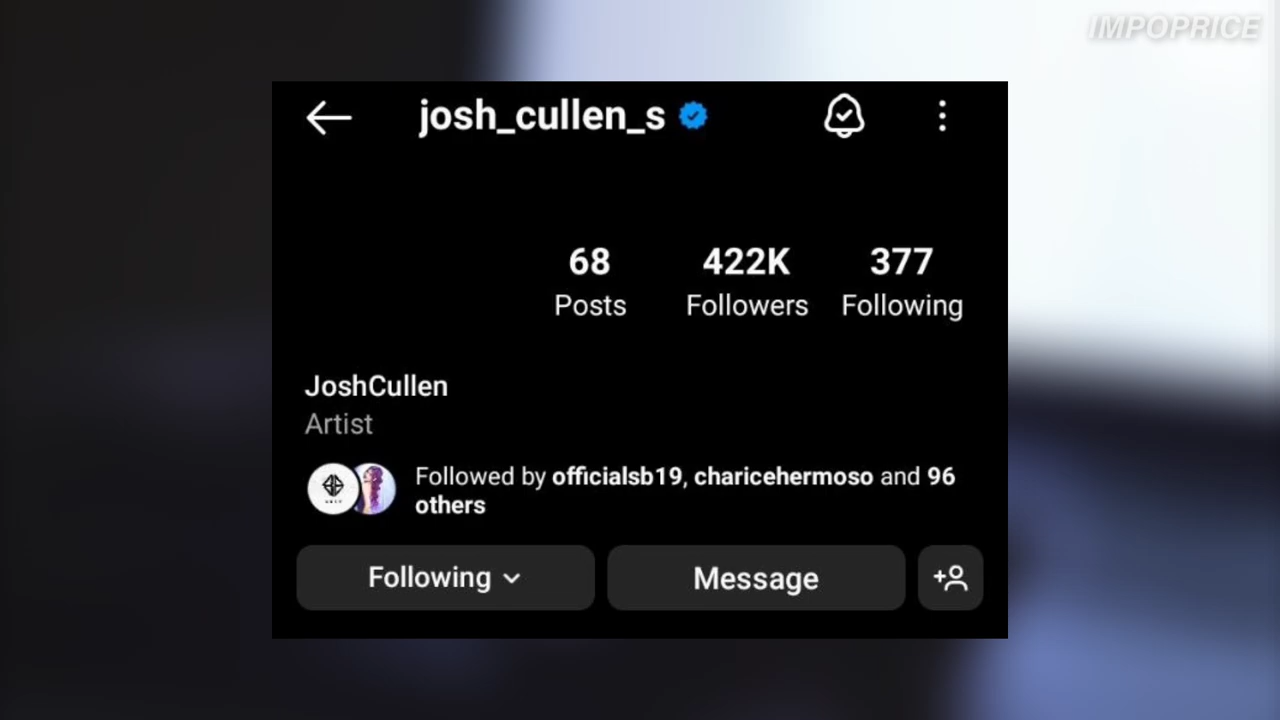 IMPOPRICE
josh_cullen_s
68 422K 377
Posts Followers Following
JoshCullen
Artist
Followed by officialsb19, charicehermoso and 96
others
Following Message